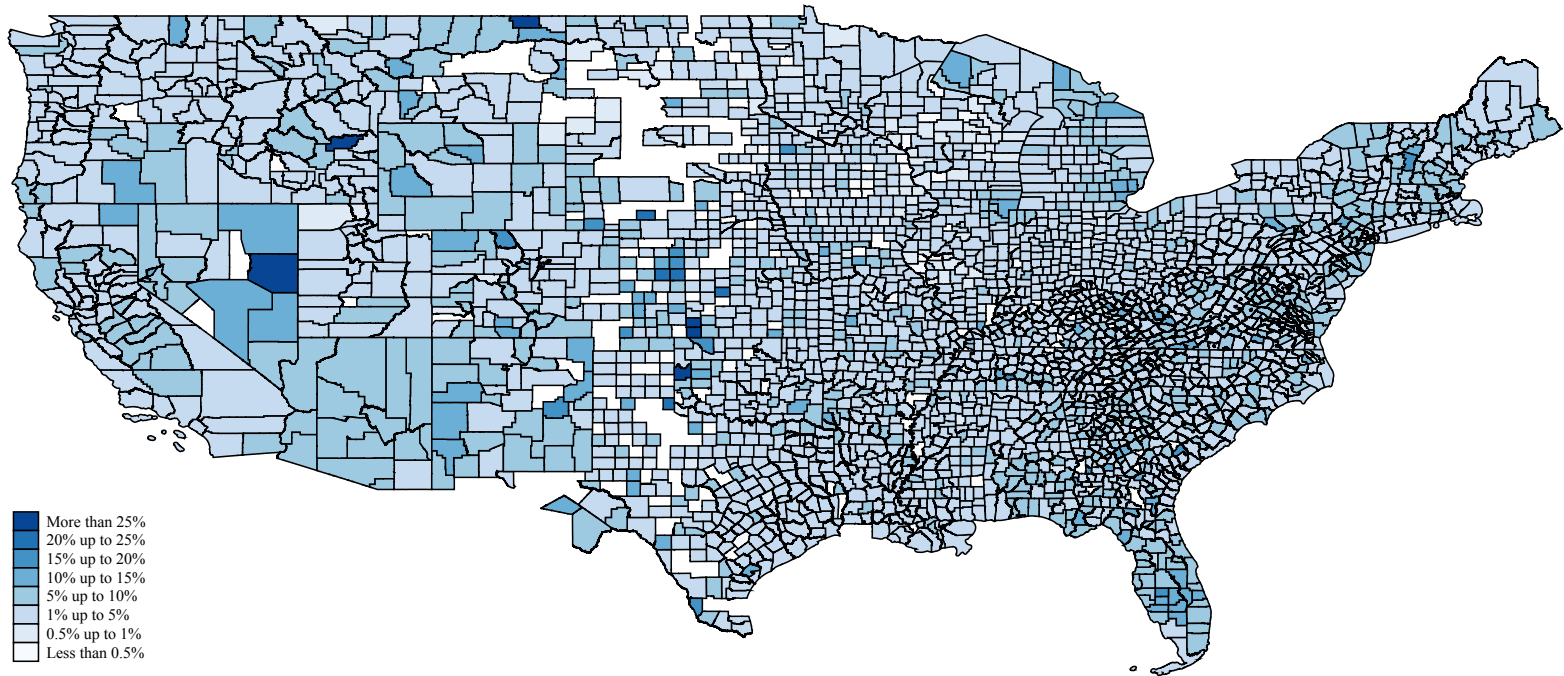 More than 25%
20% up to 25%
15% up to 20%
10% up to 15%
5% up to 10%
1% up to 5%
0.5% up to 1%
Less than 0.5%